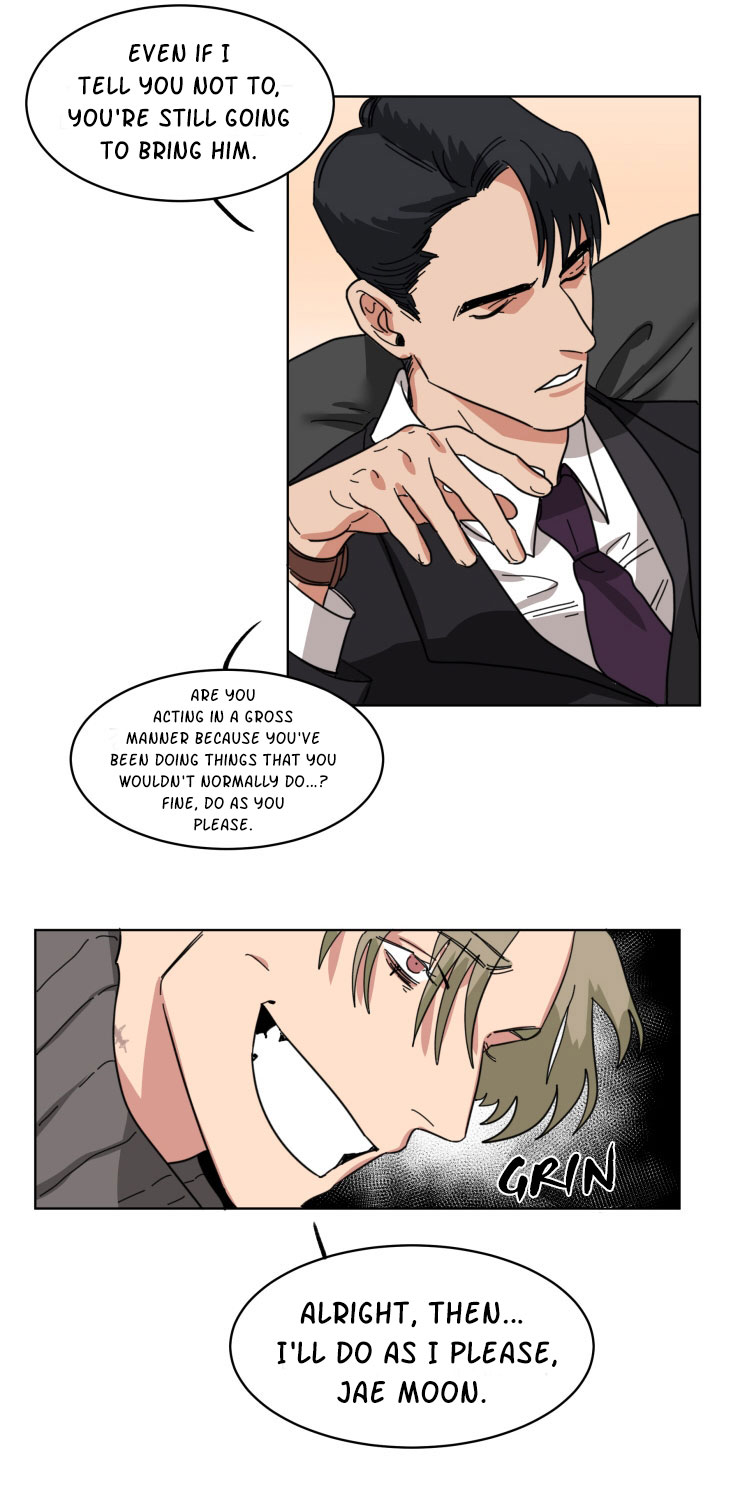 EVEN IF I
TELL YOU NOT TO,
YOU'RE STILL GOING
TO BRING HIM.
ARE YOU
ACTING IN A GROSS
MANNER BECAUSE YOU'VE
BEEN DOING THINGS THAT YOU
WOULDN'T NORMALLY DO...?
FINE, DO AS YOU
PLEASE.
GRIN
ALRIGHT, THEN...
I'LL DO AS I PLEASE,
JAE MOON.